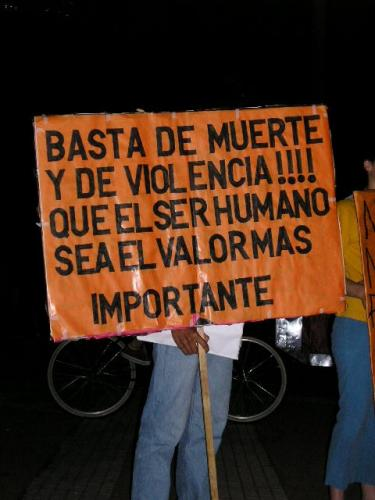 BASTA DE MUERTE
Y DE VIOLENCIA!!!!
QUE EL SER HUMANO
SEA EL VALOR MAS
IMPORTANTE